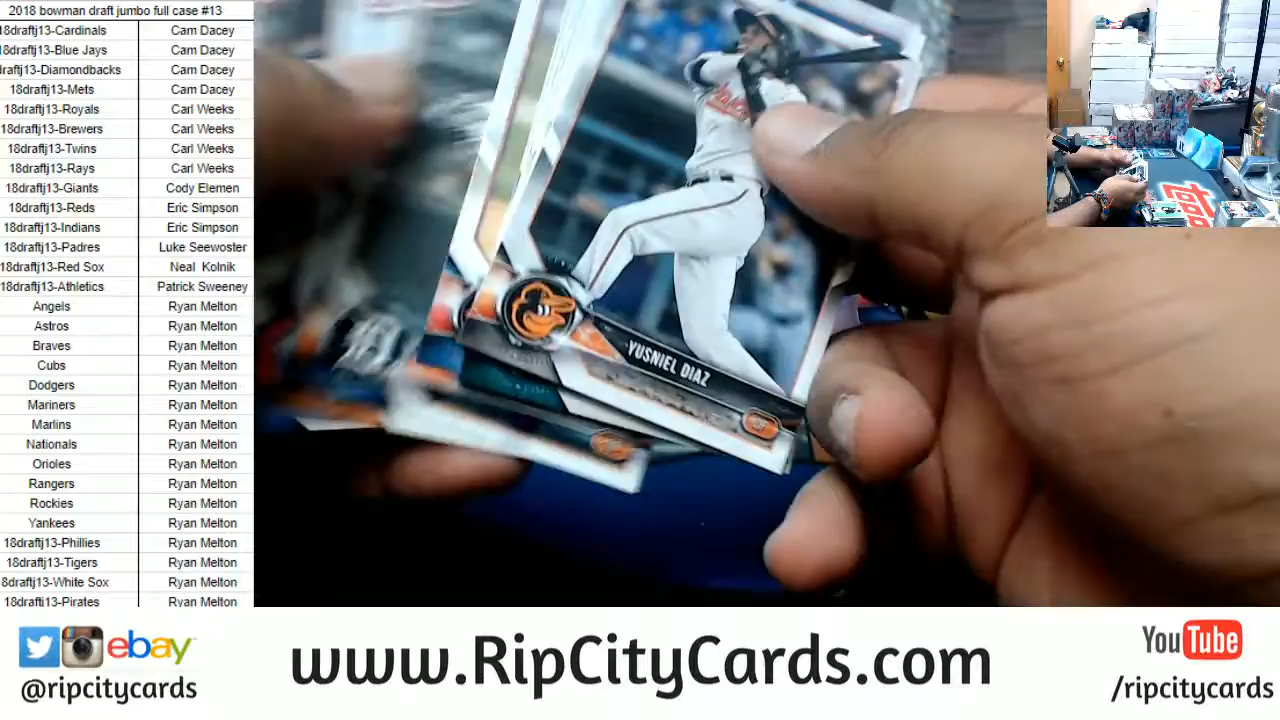 2018 bowman draft jumbo full case #13
18draftj13-Cardinals Cam Dacey
18draftj13-Blue Jays Cam Dacey
draftj13-Diamondbacks Cam Dacey
18draftj13-Mets Cam Dacey
18draftj13-Royals Carl Weeks
18draftj13-Brewers Carl Weeks
18draftj13-Twins Carl Weeks
18draftj13-Rays Carl Weeks
18draftj13-Giants Cody Elemen
18draftj13-Reds Eric Simpson
18draftj13-Indians Eric Simpson
18draftj13-Padres Luke Seewoster
18draftj13-Red Sox Neal Kolnik
18draftj13-Athletics Patrick Sweeney
Angels Ryan Melton
Astros Ryan Melton
Braves Ryan Melton
Cubs Ryan Melton
Dodgers Ryan Melton
Mariners Ryan Melton
Marlins Ryan Melton
Nationals Ryan Melton
Orioles Ryan Melton
Rangers Ryan Melton
Rockies Ryan Melton
Yankees Ryan Melton
18draftj13-Phillies Ryan Melton
18draftj13-Tigers Ryan Melton
8draftj13-White Sox Ryan Melton
18draftj13-Pirates Ryan Melton
YUSNIEL DIAZ
OF
ebay
@ripcitycards
www.RipCityCards.com
YouTube
/ripcitycards